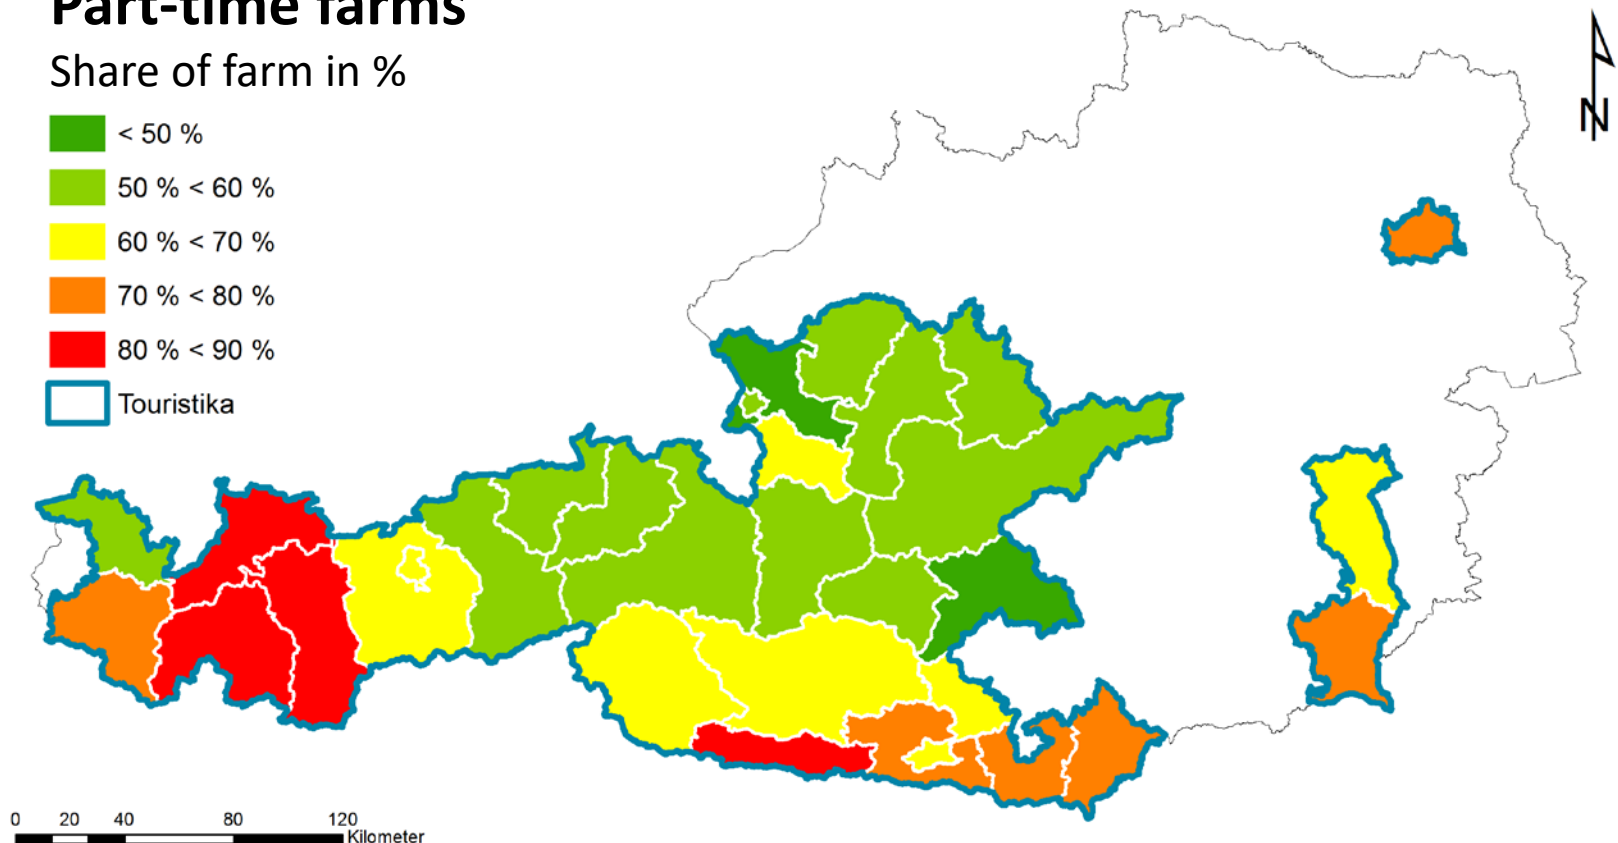 Part-time farms
Share of farm in %
< 50 %
50 % < 60 %
60 % < 70 %
70 % < 80 %
80 % < 90 %
Touristika
N
0 20 40 80 120
Kilometer